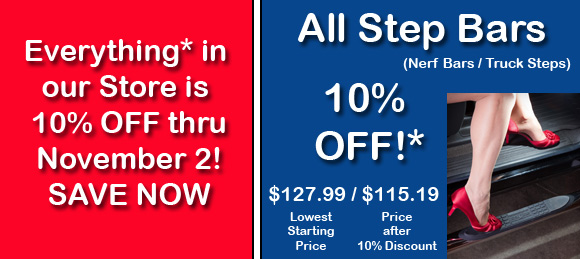 Everything* in
our Store is
10% OFF thru
November 2!
SAVE NOW
All Step Bars
(Nerf Bars / Truck Steps)
10%
OFF!*
$127.99 / $115.19
Lowest
Starting
Price
Price
after
10% Discount